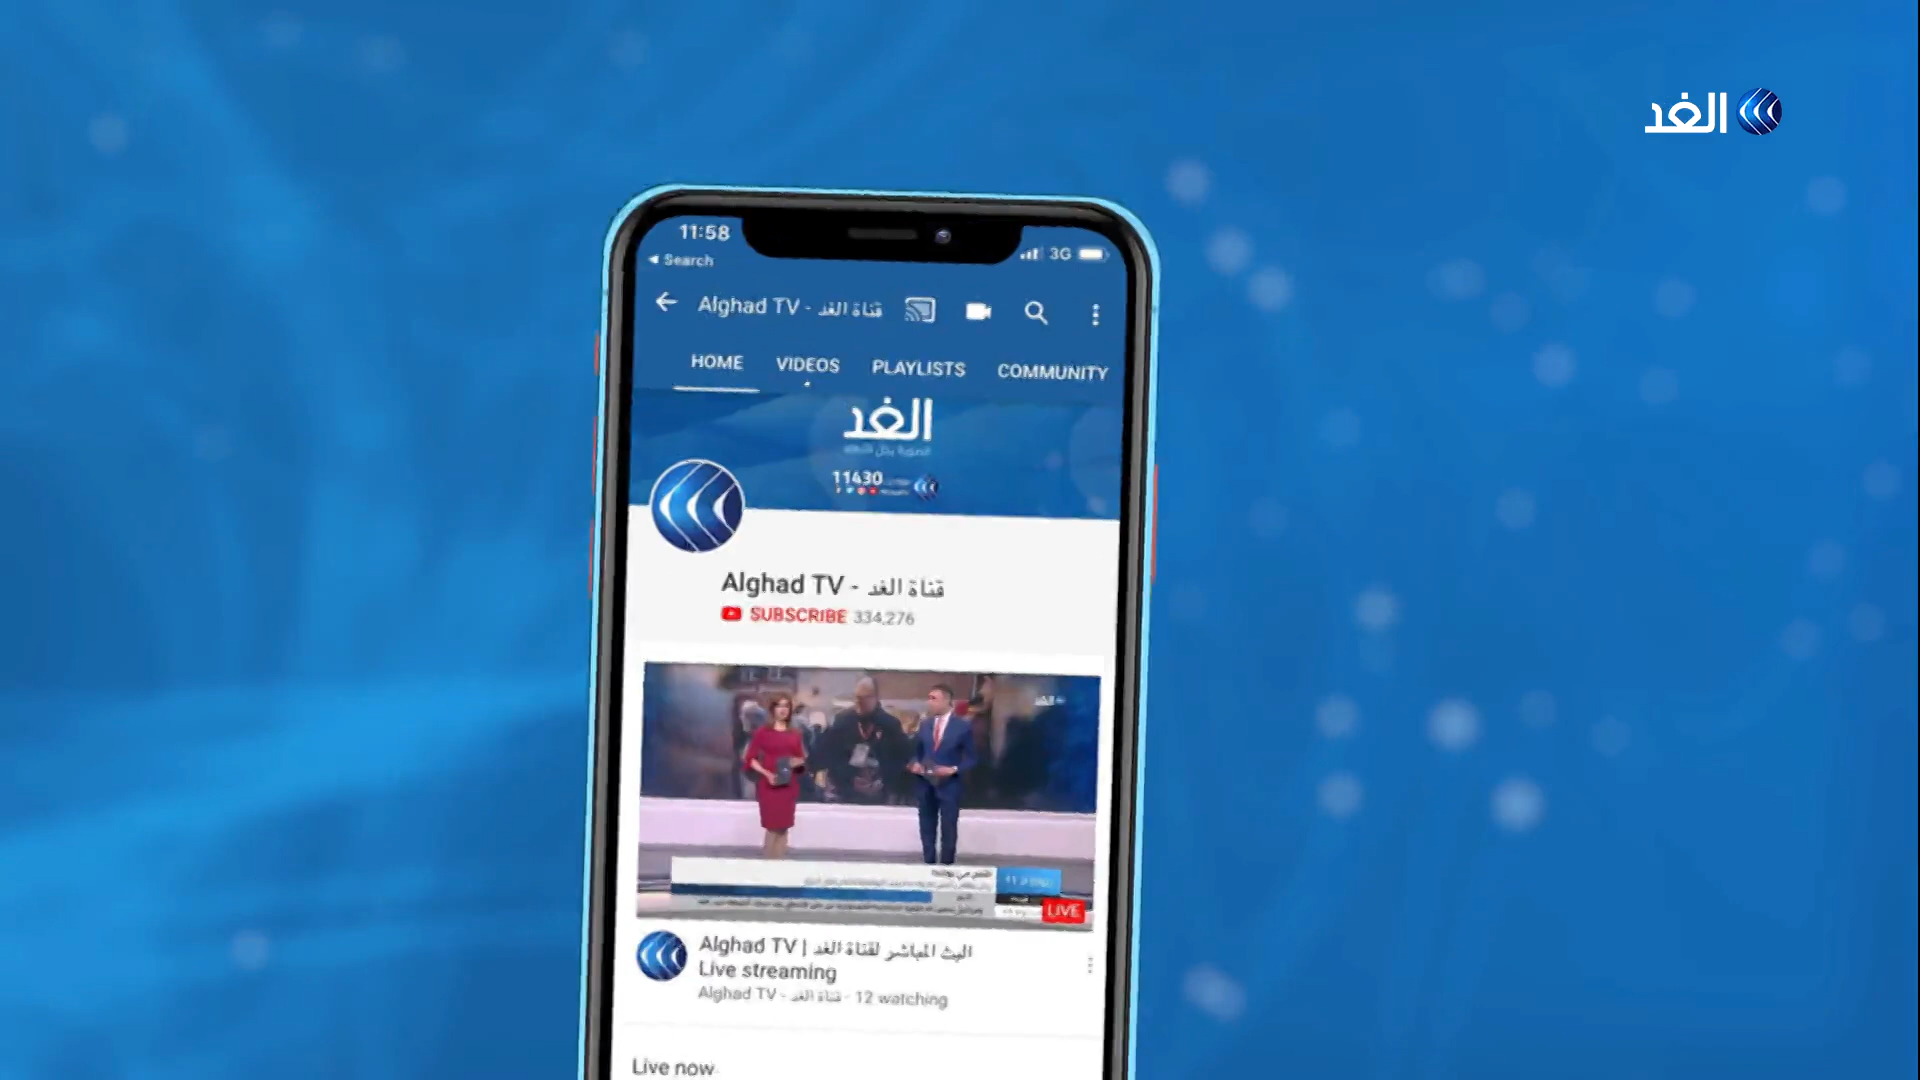 الغد
11:58
Search
3G
Alghad TV - قناة الغد
HOME VIDEOS PLAYLISTS COMMUNITY
الغد
11430
Alghad TV - قناة الغد
SUBSCRIBE 334,276
الغد
LIVE
Alghad TV | البث المباشر لقناة الغد
Live streaming
Alghad TV - قناة الغد · 12 watching
Live now